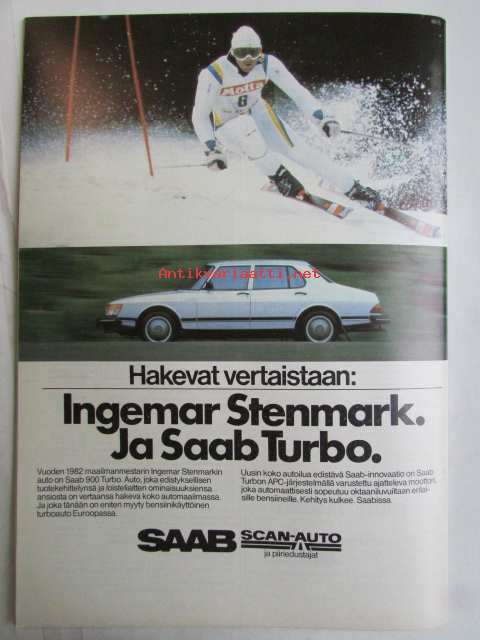 Motta
6
Antikvariaatti.net
Hakevat vertaistaan:
Ingemar Stenmark.
Ja Saab Turbo.
Vuoden 1982 maailmanmestarin Ingemar Stenmarkin
auto on Saab 900 Turbo. Auto, joka edistyksellisen
tuotekehittelynsä ja loisteliaitten ominaisuuksiensa
ansiosta on vertaansa hakeva koko automaailmassa.
Ja joka tänään on eniten myyty bensiinikäyttöinen
turboauto Euroopassa.
Uusin koko autoilua edistävä Saab-innovaatio on Saab
Turbon APC-järjestelmällä varustettu ajatteleva moottori,
joka automaattisesti sopeutuu oktaaniluvultaan erilai-
sille bensiineille. Kehitys kulkee. Saabissa.
SAAB
SCAN-AUTO
ja piiriedustajat